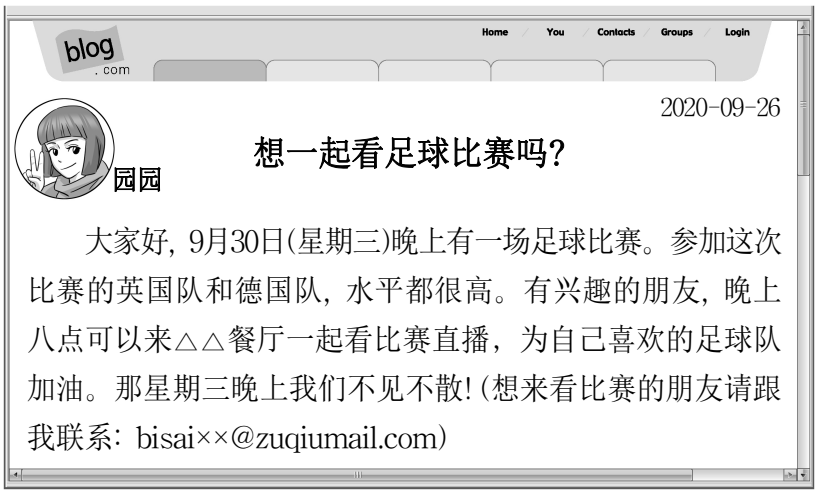 Home / You / Contacts / Groups / Login
blog
.com
2020-09-26
想一起看足球比赛吗?
园园
大家好, 9月30日(星期三)晚上有一场足球比赛。参加这次
比赛的英国队和德国队, 水平都很高。有兴趣的朋友, 晚上
八点可以来△△餐厅一起看比赛直播，为自己喜欢的足球队
加油。那星期三晚上我们不见不散! (想来看比赛的朋友请跟
我联系: bisai××@zuqiumail.com)